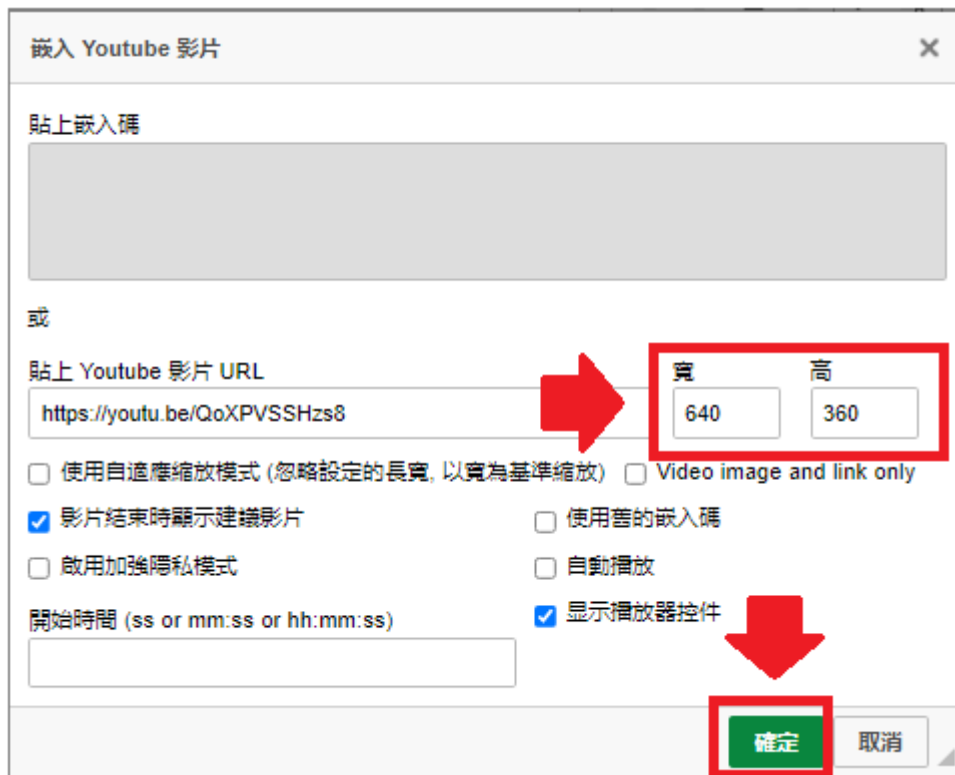 嵌入 Youtube 影片
貼上嵌入碼
或
貼上 Youtube 影片 URL
寬
高
https://youtu.be/QoXPVSSHzs8
640
360
使用自適應縮放模式 (忽略設定的長寬, 以寬為基準縮放)
Video image and link only
影片結束時顯示建議影片
使用舊的嵌入碼
啟用加強隱私模式
自動播放
開始時間 (ss or mm:ss or hh:mm:ss)
显示播放器控件
確定
取消